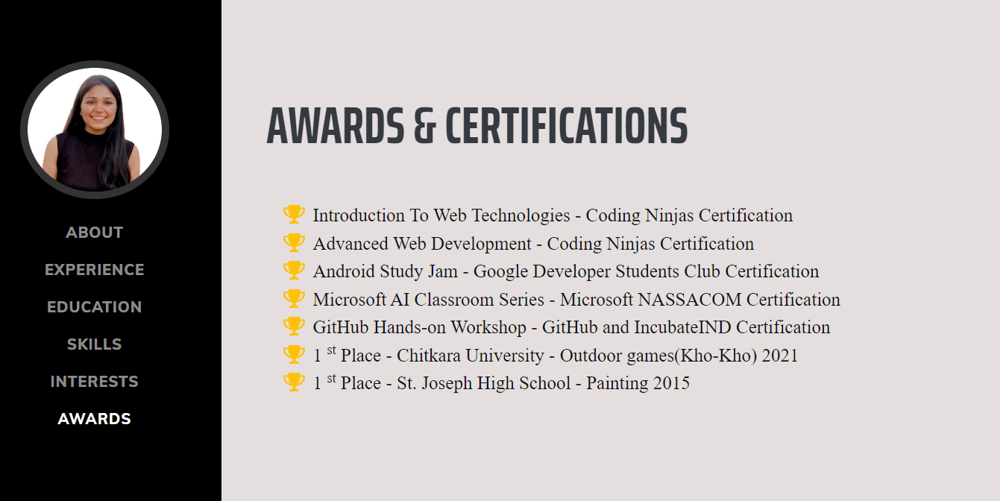 ABOUT
EXPERIENCE
EDUCATION
SKILLS
INTERESTS
AWARDS
AWARDS & CERTIFICATIONS
Introduction To Web Technologies - Coding Ninjas Certification
Advanced Web Development - Coding Ninjas Certification
Android Study Jam - Google Developer Students Club Certification
Microsoft AI Classroom Series - Microsoft NASSACOM Certification
GitHub Hands-on Workshop - GitHub and IncubateIND Certification
1 st Place - Chitkara University - Outdoor games(Kho-Kho) 2021
1 st Place - St. Joseph High School - Painting 2015